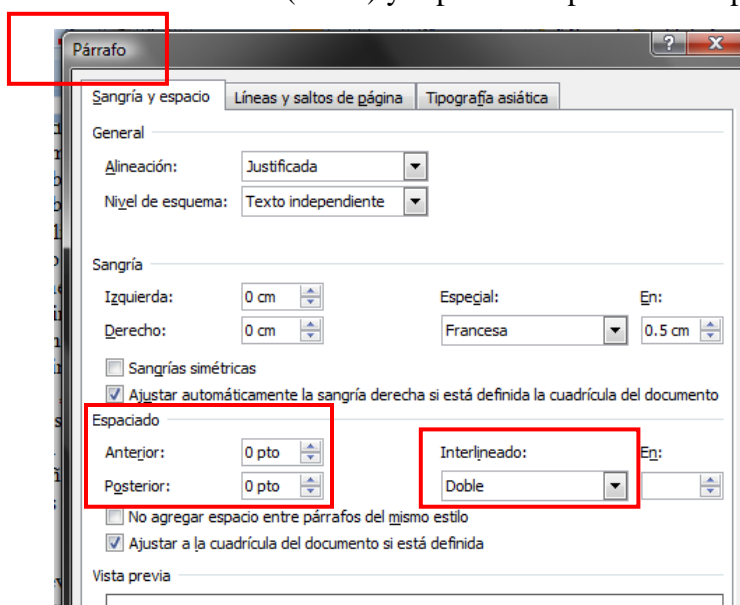 Párrafo
?
X
Sangría y espacio
Líneas y saltos de página
Tipografía asiática
General
Alineación: Justificada
Nivel de esquema: Texto independiente
Sangría
Izquierda: 0 cm Especial: En:
Derecho: 0 cm Francesa 0.5 cm
Sangrías simétricas
Ajustar automáticamente la sangría derecha si está definida la cuadrícula del documento
Espaciado
Anterior: 0 pto Interlineado: En:
Posterior: 0 pto Doble
No agregar espacio entre párrafos del mismo estilo
Ajustar a la cuadrícula del documento si está definida
Vista previa